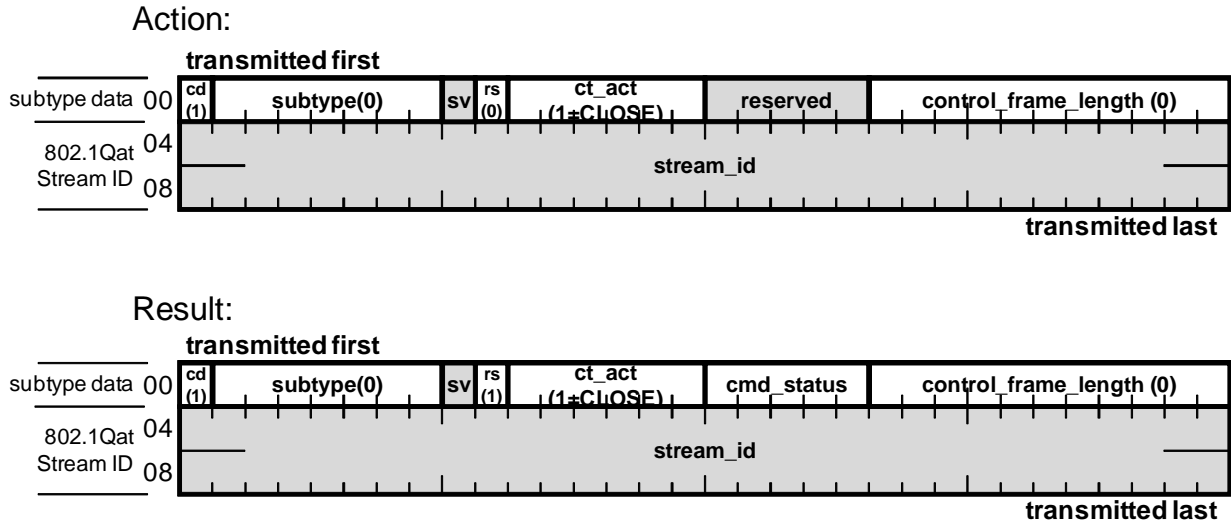 Action:
transmitted first
subtype data 00 cd (1) subtype(0) sv rs (0) ct_act (1=CLOSE) reserved control_frame_length (0)
802.1Qat Stream ID 04 08 stream_id
transmitted last
Result:
transmitted first
subtype data 00 cd (1) subtype(0) sv rs (1) ct_act (1=CLOSE) cmd_status control_frame_length (0)
802.1Qat Stream ID 04 08 stream_id
transmitted last